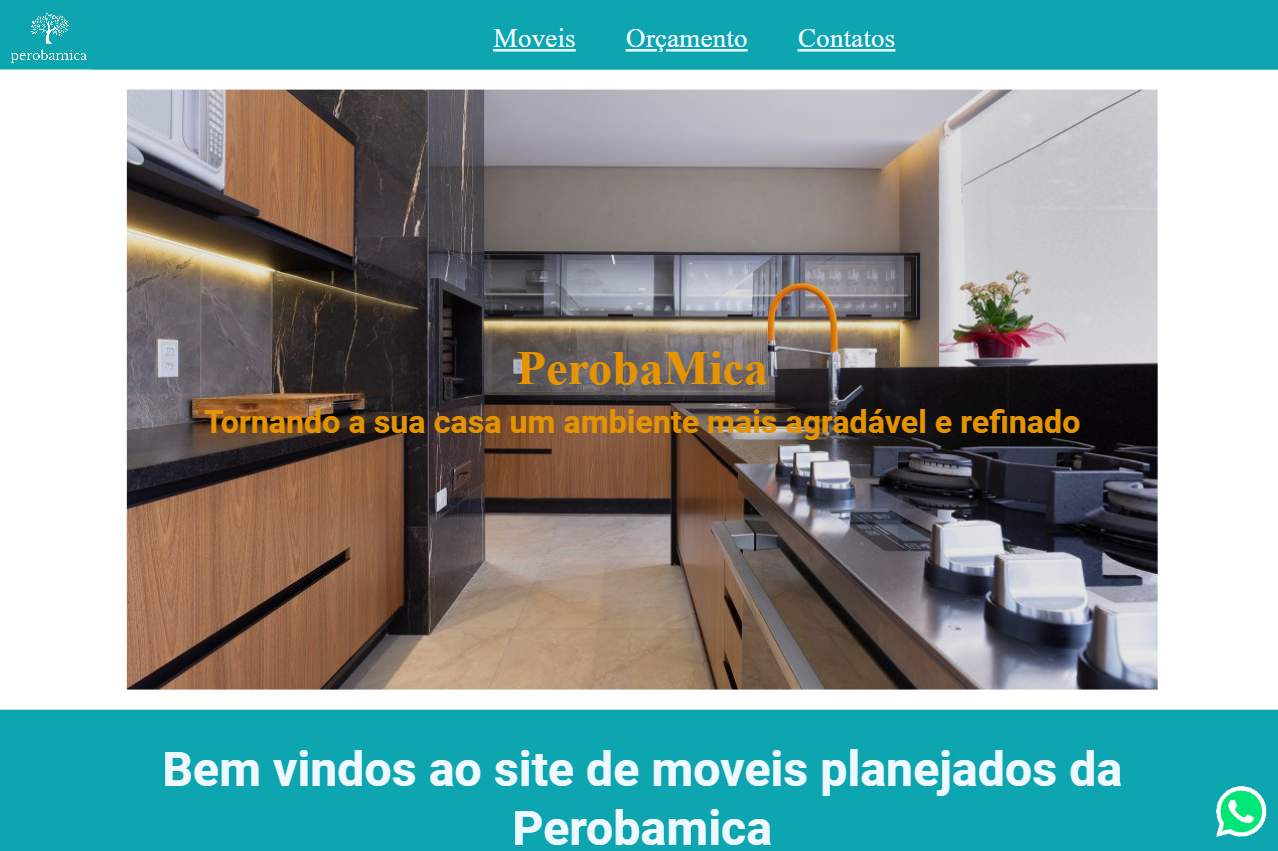 perobamica
Moveis Orçamento Contatos
PerobaMica
Tornando a sua casa um ambiente mais agradável e refinado
Bem vindos ao site de moveis planejados da
Perobamica